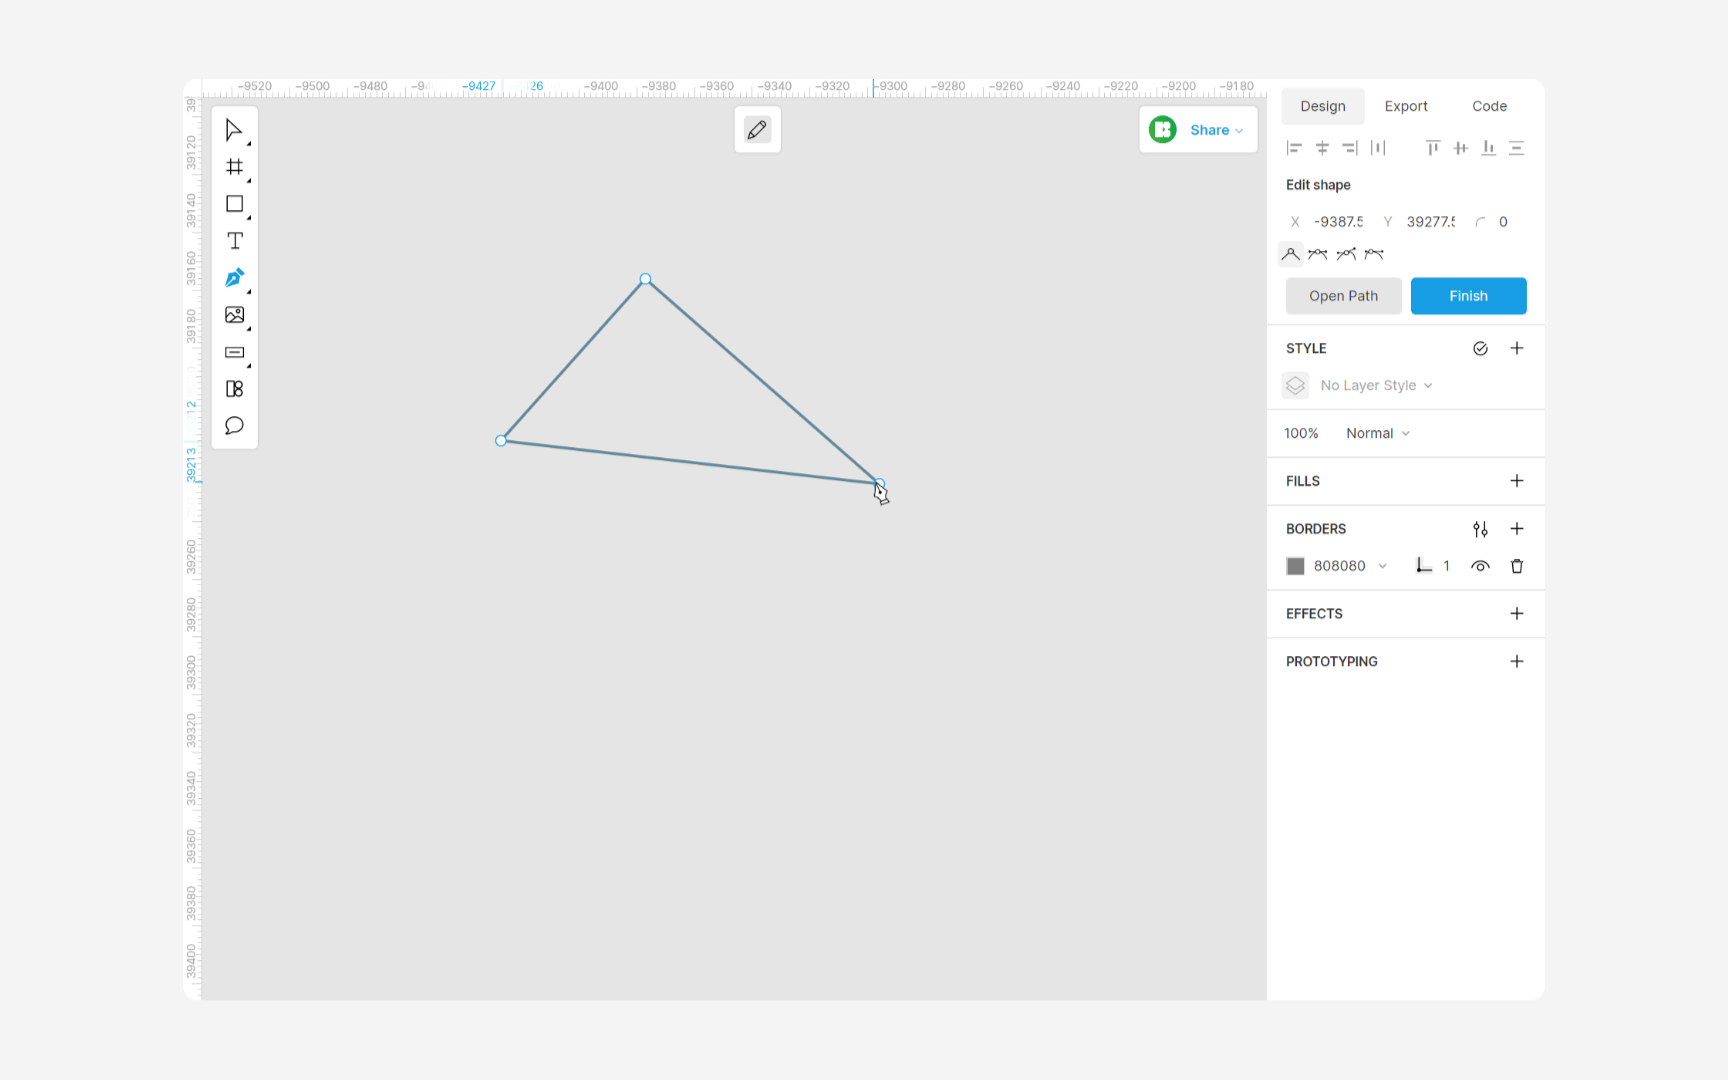 -9520 -9500 -9480 -9427 26 -9400 -9380 -9360 -9340 -9320 -9300 -9280 -9260 -9240 -9220 -9200 -9180
Design Export Code
39120
39140
39160
39180
12
39213
39260
39280
39300
39320
39340
39360
39380
39400
Share
Edit shape
X -9387.5 Y 39277.5 0
Open Path Finish
STYLE
No Layer Style
100% Normal
FILLS
BORDERS
808080 1
EFFECTS
PROTOTYPING